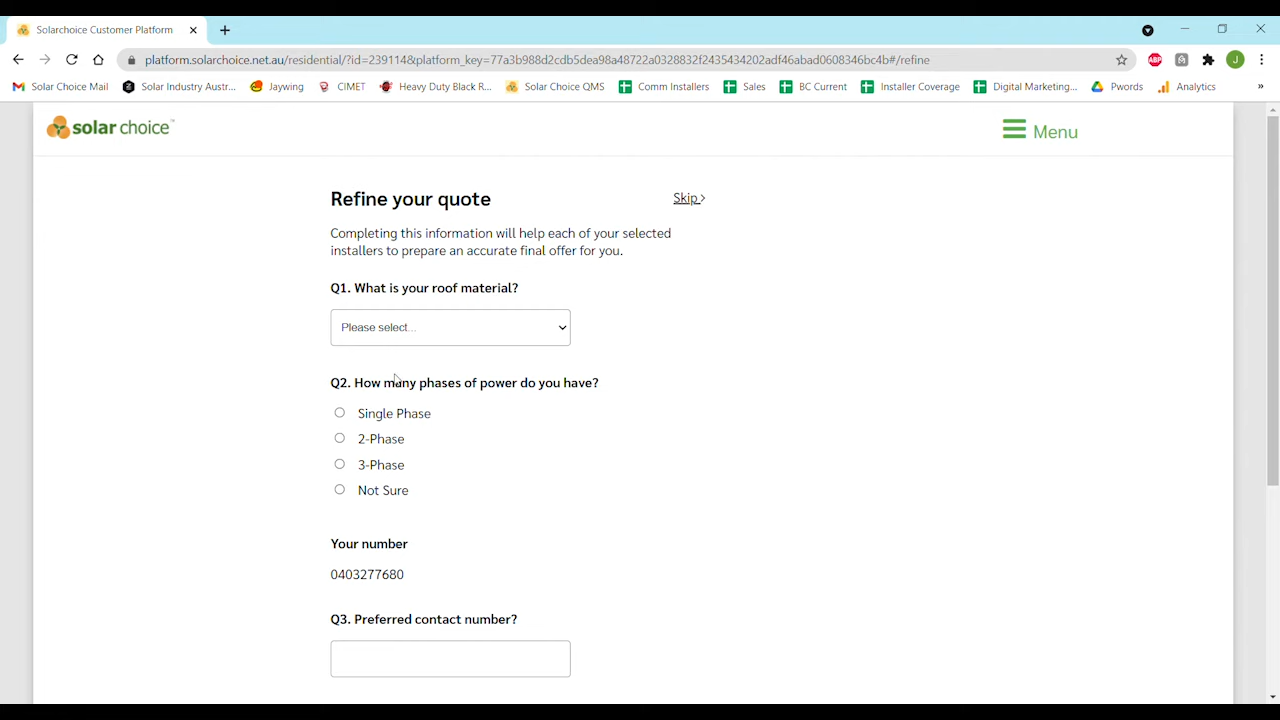 Solarchoice Customer Platform
platform.solarchoice.net.au/residential/?id=239114&platform_key=77a3b989d2cdb5dea98a48722a0328832f2435434202adf46abad0608346bc4b#/refine
ABP
J
Solar Choice Mail
Solar Industry Austr...
Jaywing
CIMET
Heavy Duty Black R...
Solar Choice QMS
Comm Installers
Sales
BC Current
Installer Coverage
Digital Marketing...
Pwords
Analytics
»
solar choice™
Menu
Refine your quote
Skip>
Completing this information will help each of your selected
installers to prepare an accurate final offer for you.
Q1. What is your roof material?
Please select...
Q2. How many phases of power do you have?
Single Phase
2-Phase
3-Phase
Not Sure
Your number
0403277680
Q3. Preferred contact number?